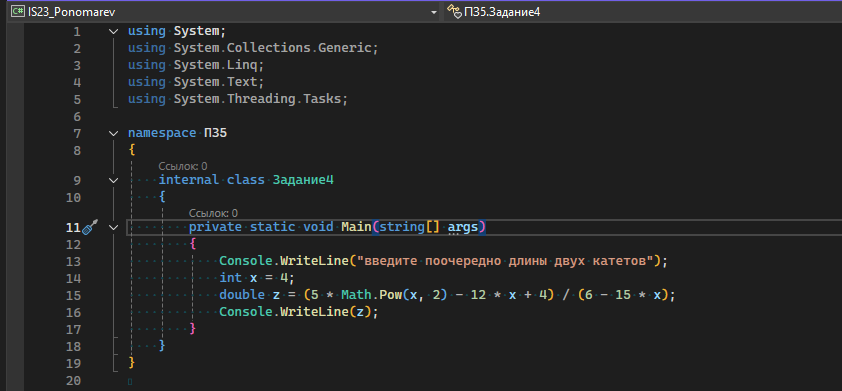 C# IS23_Ponomarev П35.Задание4
1 using System;
2 using System.Collections.Generic;
3 using System.Linq;
4 using System.Text;
5 using System.Threading.Tasks;
6
7 namespace П35
8 {
Ссылок: 0
9 internal class Задание4
10 {
Ссылок: 0
11 private static void Main(string[] args)
12 {
13 Console.WriteLine("введите поочередно длины двух катетов");
14 int x = 4;
15 double z = (5 * Math.Pow(x, 2) - 12 * x + 4) / (6 - 15 * x);
16 Console.WriteLine(z);
17 }
18 }
19 }
20